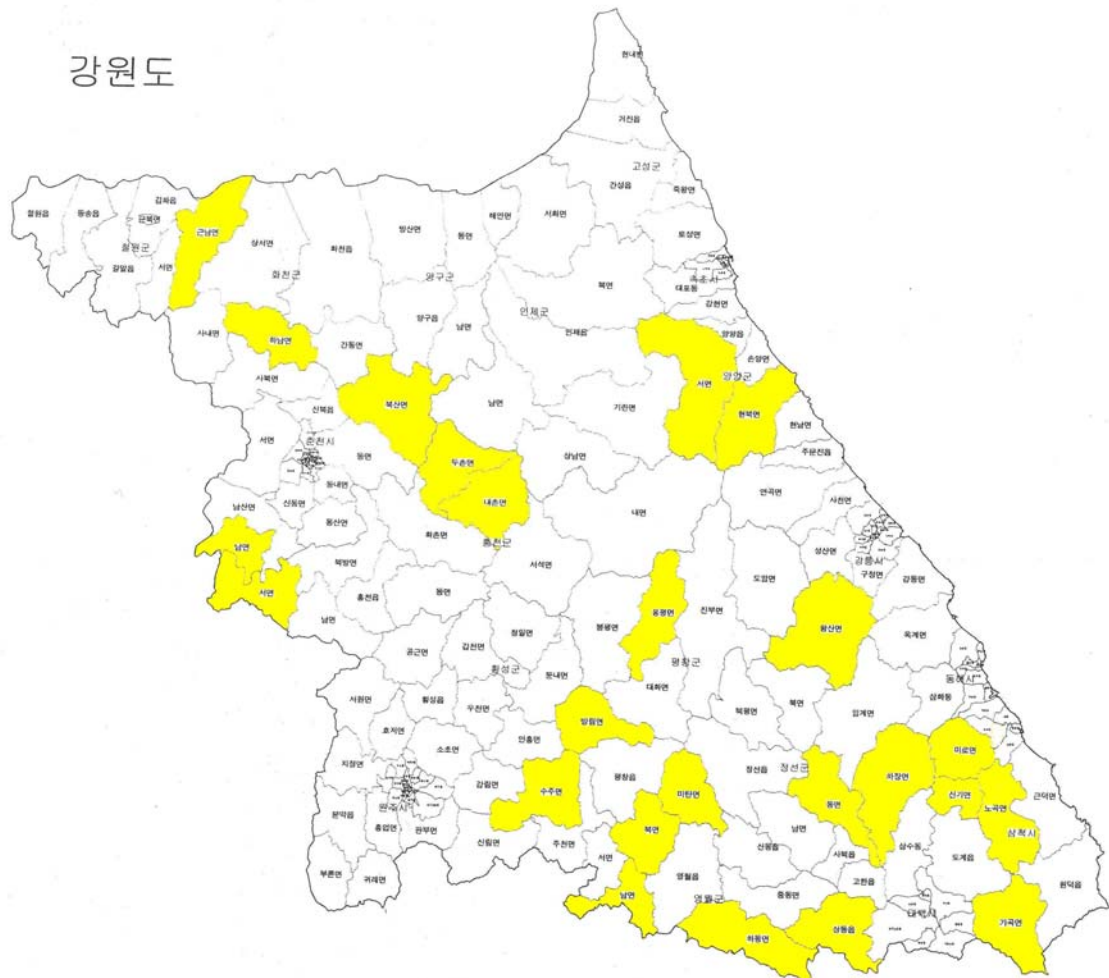 강원도
현내면
거진읍
고성군
간성읍
죽왕면
서화면
해안면
김화읍
철원읍
동송읍
근북면
근남면
철원군
서면
갈말읍
상서면
화천군
화천읍
방산면
동면
양구군
토성면
속초시
대포동
북면
인제군
강현면
양구읍
남면
인제읍
사내면
하남면
간동면
양양읍
손양면
서면
양양군
사북면
북산면
남면
기린면
현북면
현남면
신북읍
서면
춘천시
동면
두촌면
상남면
주문진읍
동내면
신동면
내촌면
내면
연곡면
사천면
남산면
동산면
화촌면
홍천군
성산면
강릉시
구정면
남면
북방면
서석면
도암면
강동면
서면
홍천읍
동면
용평면
진부면
왕산면
남면
봉평면
옥계면
공근면
갑천면
청일면
횡성군
평창군
둔내면
대화면
동해시
서원면
횡성읍
우천면
방림면
북평면
북면
임계면
삼화동
호저면
안흥면
지정면
소초면
미로면
정선읍
정선군
하장면
원주시
강림면
수주면
평창읍
미탄면
동면
신기면
노곡면
근덕면
문막읍
흥업면
판부면
북면
남면
삼척시
신림면
주천면
서면
신동읍
사북읍
삼수동
도계읍
부론면
귀래면
영월읍
고한읍
원덕읍
남면
영월군
중동면
태백시
하동면
상동읍
가곡면